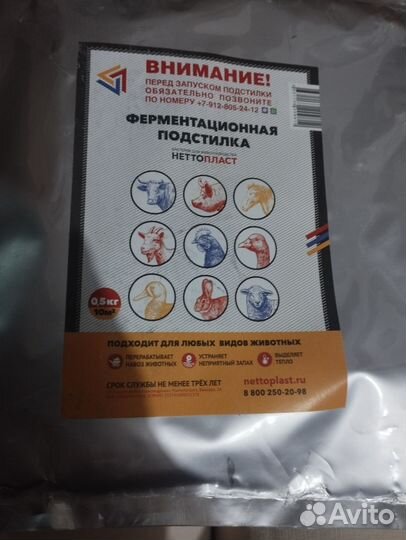 ВНИМАНИЕ!
ПЕРЕД ЗАПУСКОМ ПОДСТИЛКИ
ОБЯЗАТЕЛЬНО ПОЗВОНИТЕ
ПО НОМЕРУ +7-912-805-24-12
ФЕРМЕНТАЦИОННАЯ
ПОДСТИЛКА
НЕТТОПЛАСТ
0,5кг
10м²
ПОДХОДИТ ДЛЯ ЛЮБЫХ ВИДОВ ЖИВОТНЫХ
ПЕРЕРАБАТЫВАЕТ
НАВОЗ ЖИВОТНЫХ
УСТРАНЯЕТ
НЕПРИЯТНЫЙ ЗАПАХ
ВЫДЕЛЯЕТ
ТЕПЛО
СРОК СЛУЖБЫ НЕ МЕНЕЕ ТРЁХ ЛЕТ
nettoplast.ru
8 800 250-20-98
Avito